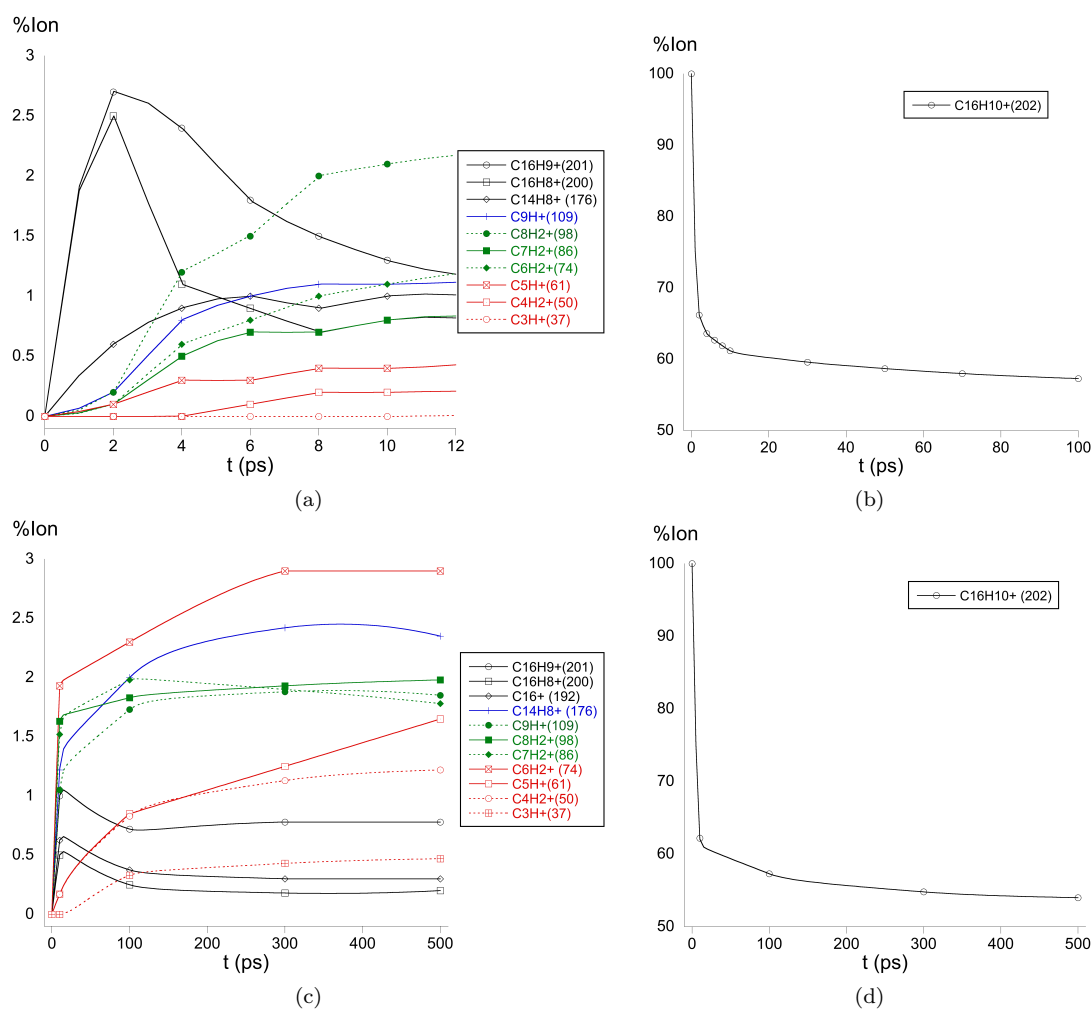 %Ion
3
2.5
2
1.5
1
0.5
0
0 2 4 6 8 10 12
t (ps)
C16H9+(201)
C16H8+(200)
C14H8+ (176)
C9H+(109)
C8H2+(98)
C7H2+(86)
C6H2+(74)
C5H+(61)
C4H2+(50)
C3H+(37)
(a)
%Ion
100
90
80
70
60
50
0 20 40 60 80 100
t (ps)
C16H10+(202)
(b)
%Ion
3
2.5
2
1.5
1
0.5
0
0 100 200 300 400 500
t (ps)
C16H9+(201)
C16H8+(200)
C16+ (192)
C14H8+ (176)
C9H+(109)
C8H2+(98)
C7H2+(86)
C6H2+ (74)
C5H+(61)
C4H2+(50)
C3H+(37)
(c)
%Ion
100
90
80
70
60
50
0 100 200 300 400 500
t (ps)
C16H10+ (202)
(d)